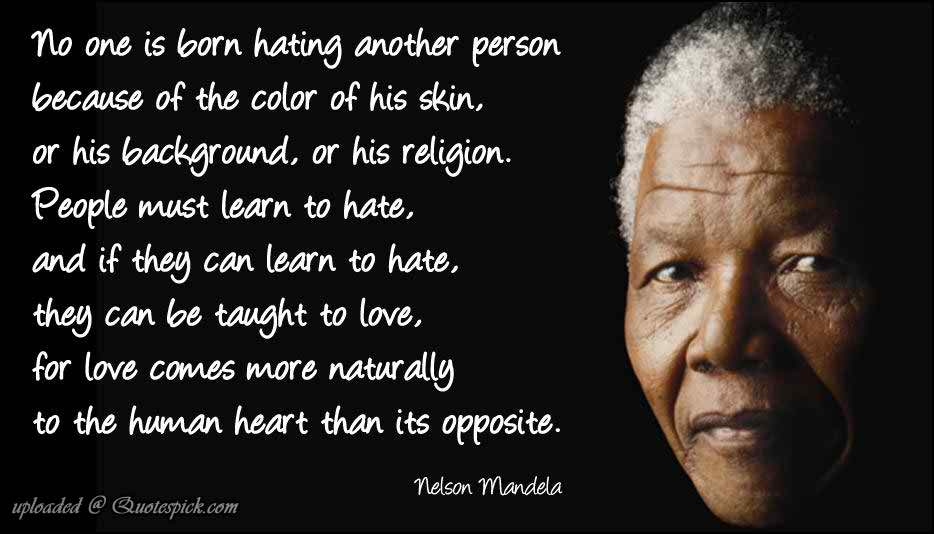 No one is born hating another person
because of the color of his skin,
or his background, or his religion.
People must learn to hate,
and if they can learn to hate,
they can be taught to love,
for love comes more naturally
to the human heart than its opposite.
Nelson Mandela
uploaded @ Quotespick.com